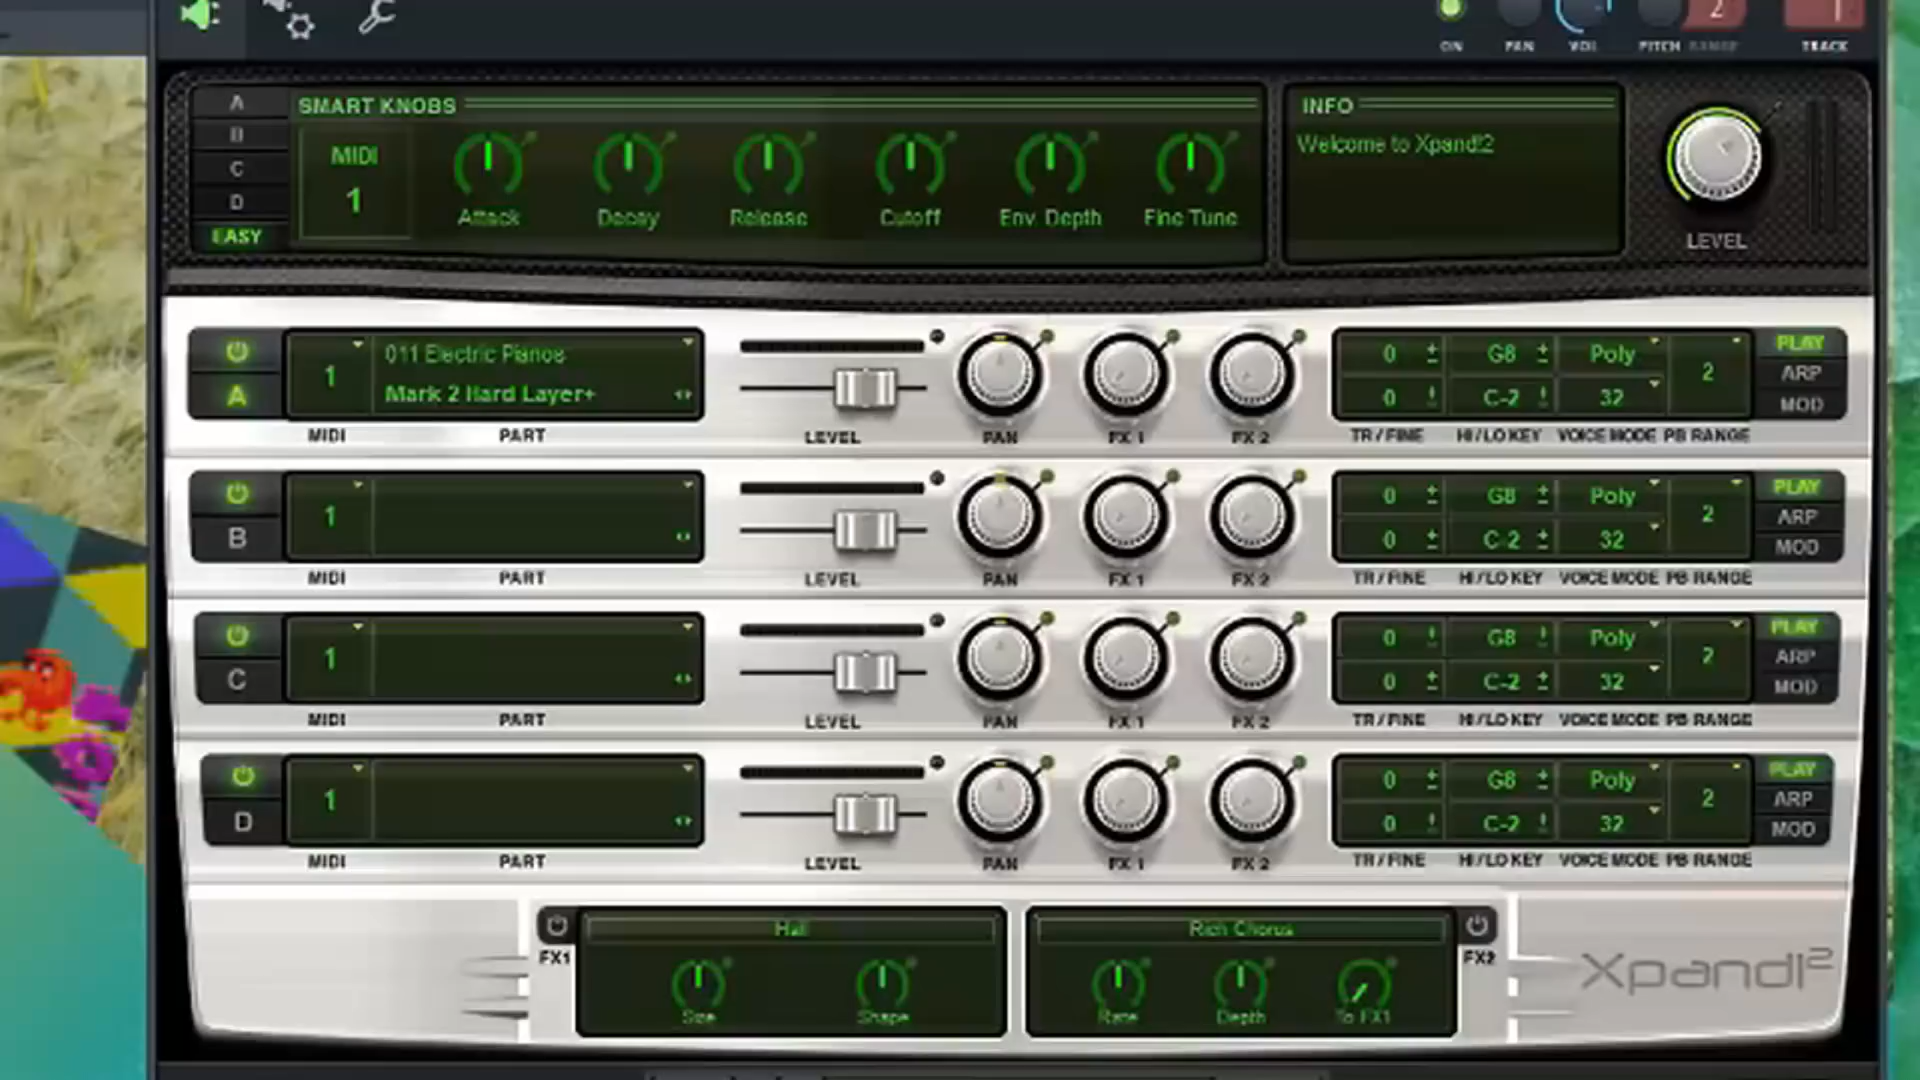 2
ON PAN VOL PITCH RANGE TRACK
A
B
C
D
EASY
SMART KNOBS
MIDI
1
Attack Decay Release Cutoff Env. Depth Fine Tune
INFO
Welcome to Xpand!2
LEVEL
A
1
011 Electric Pianos
Mark 2 Hard Layer+
0 G8 Poly
0 C-2 32
2
PLAY
ARP
MOD
MIDI PART LEVEL PAN FX 1 FX 2 TR / FINE HI / LO KEY VOICE MODE PB RANGE
B
1
0 G8 Poly
0 C-2 32
2
PLAY
ARP
MOD
MIDI PART LEVEL PAN FX 1 FX 2 TR / FINE HI / LO KEY VOICE MODE PB RANGE
C
1
0 G8 Poly
0 C-2 32
2
PLAY
ARP
MOD
MIDI PART LEVEL PAN FX 1 FX 2 TR / FINE HI / LO KEY VOICE MODE PB RANGE
D
1
0 G8 Poly
0 C-2 32
2
PLAY
ARP
MOD
MIDI PART LEVEL PAN FX 1 FX 2 TR / FINE HI / LO KEY VOICE MODE PB RANGE
FX1
Hall
Size Shape
Rich Chorus
Rate Depth To FX1
FX2
Xpand!2